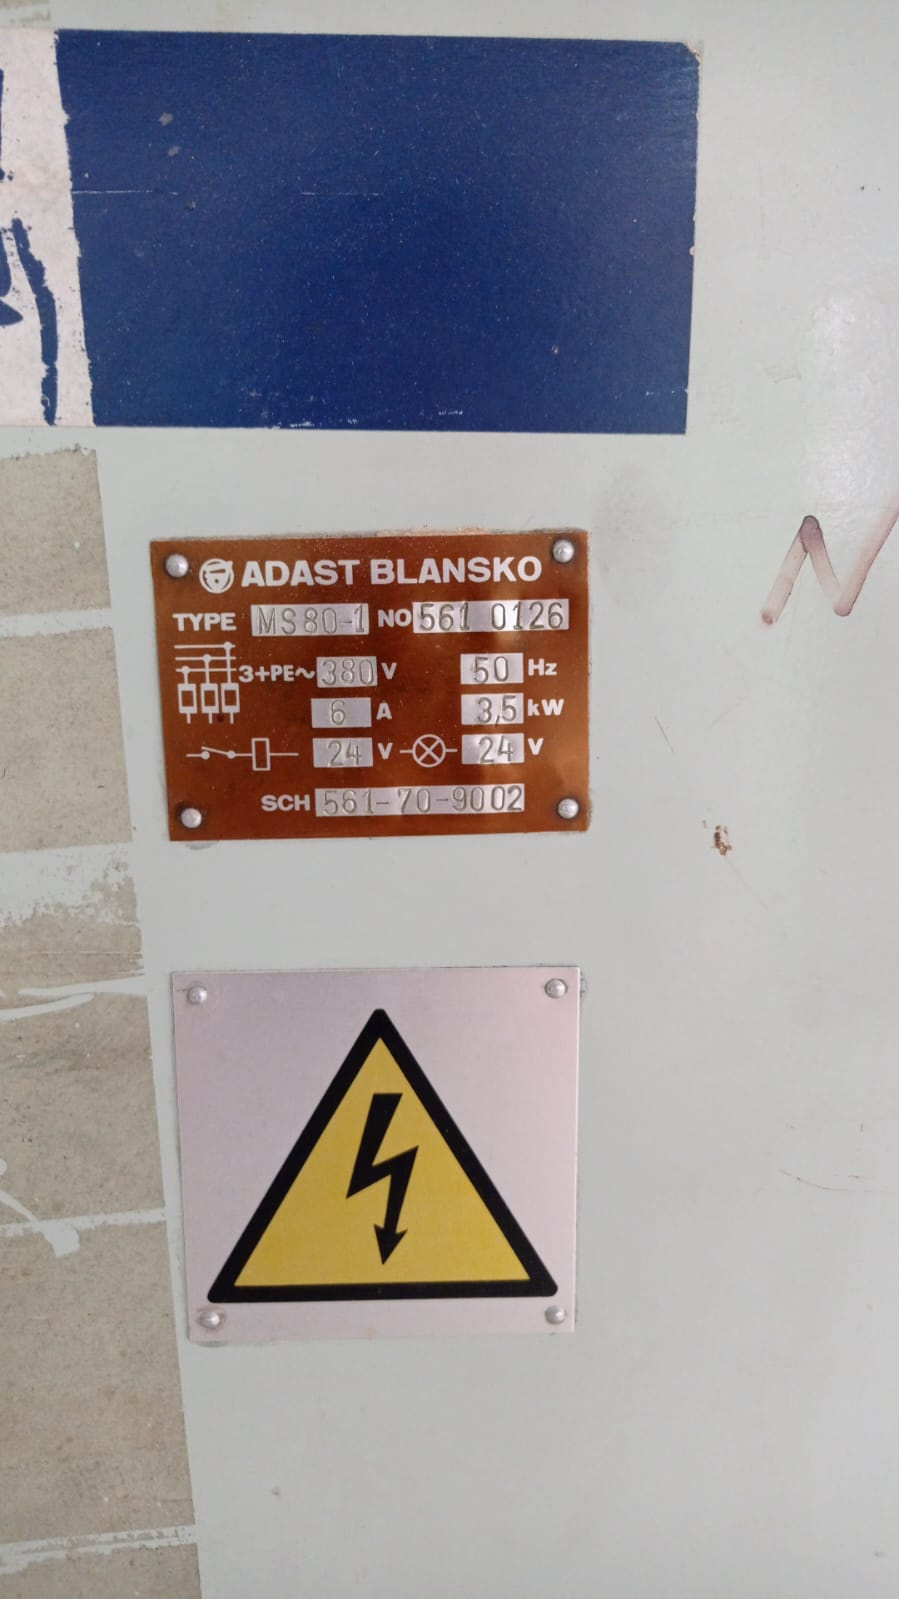 ADAST BLANSKO
TYPE MS80-1 NO 561 0126
3+PE~ 380 V 50 Hz
6 A 3,5 kW
24 V 24 V
SCH 561-70-9002